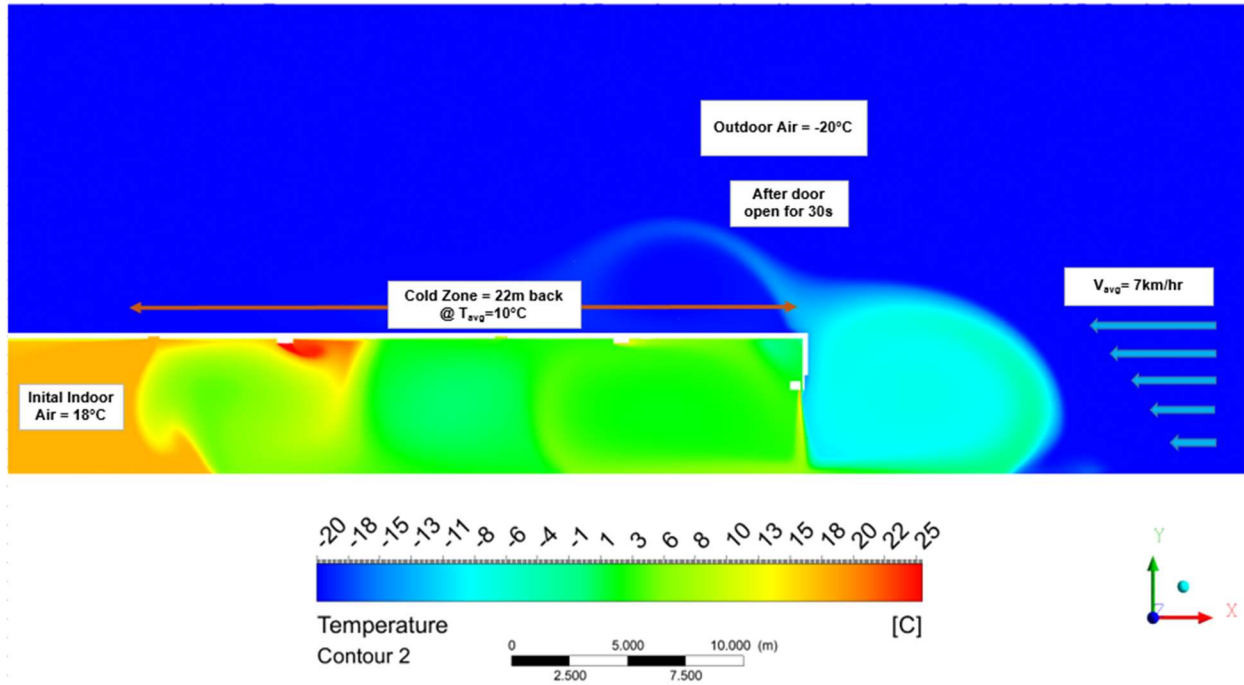 Outdoor Air = -20°C
After door
open for 30s
Cold Zone = 22m back
@ Tavg=10°C
Vavg= 7km/hr
Inital Indoor
Air = 18°C
-20 -18 -15 -13 -11 -8 -6 -4 -1 1 3 6 8 10 13 15 18 20 22 25
Temperature
[C]
Contour 2
0 5.000 10.000 (m)
2.500 7.500
Y
Z X